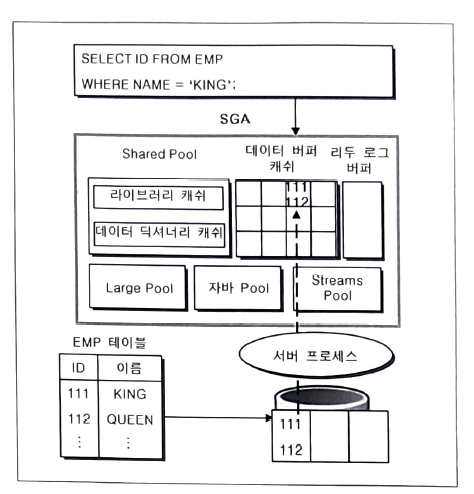 SELECT ID FROM EMP
WHERE NAME = 'KING';
SGA
Shared Pool
데이터 버퍼
캐쉬
리두 로그
버퍼
라이브러리 캐쉬
데이터 딕셔너리 캐쉬
111
112
Large Pool
자바 Pool
Streams
Pool
EMP 테이블
서버 프로세스
ID 이름
111 KING
112 QUEEN
⋮ ⋮
111
112